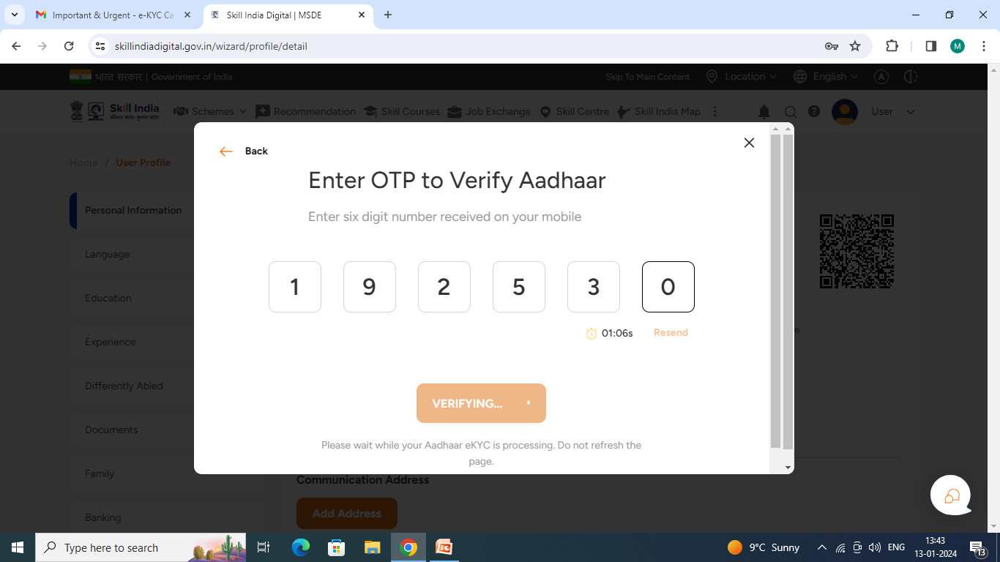 Important & Urgent - e-KYC Ca
Skill India Digital | MSDE
skillindiadigital.gov.in/wizard/profile/detail
M
भारत सरकार | Government of India
Skip To Main Content
Location
English
A
Skill India
कौशल भारत-कुशल भारत
Schemes
Recommendation
Skill Courses
Job Exchange
Skill Centre
Skill India Map
User
Home / User Profile
Back
Enter OTP to Verify Aadhaar
Enter six digit number received on your mobile
1 9 2 5 3 0
01:06s
Resend
VERIFYING...
Please wait while your Aadhaar eKYC is processing. Do not refresh the
page.
Personal Information
Language
Education
Experience
Differently Abled
Documents
Family
Banking
Communication Address
Add Address
Type here to search
9°C Sunny
ENG
13:43
13-01-2024
13